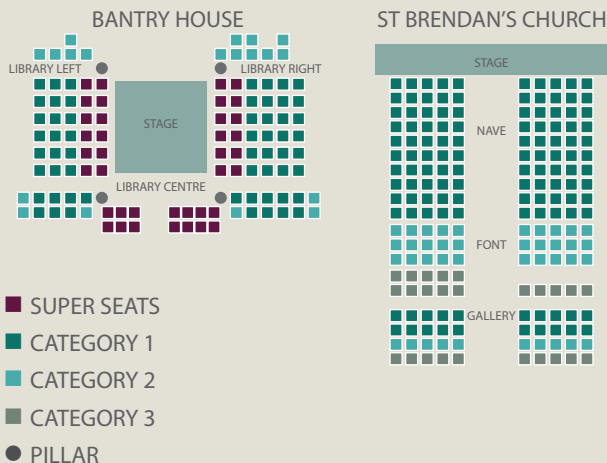 BANTRY HOUSE
LIBRARY LEFT
LIBRARY RIGHT
STAGE
LIBRARY CENTRE
SUPER SEATS
CATEGORY 1
CATEGORY 2
CATEGORY 3
PILLAR
ST BRENDAN'S CHURCH
STAGE
NAVE
FONT
GALLERY